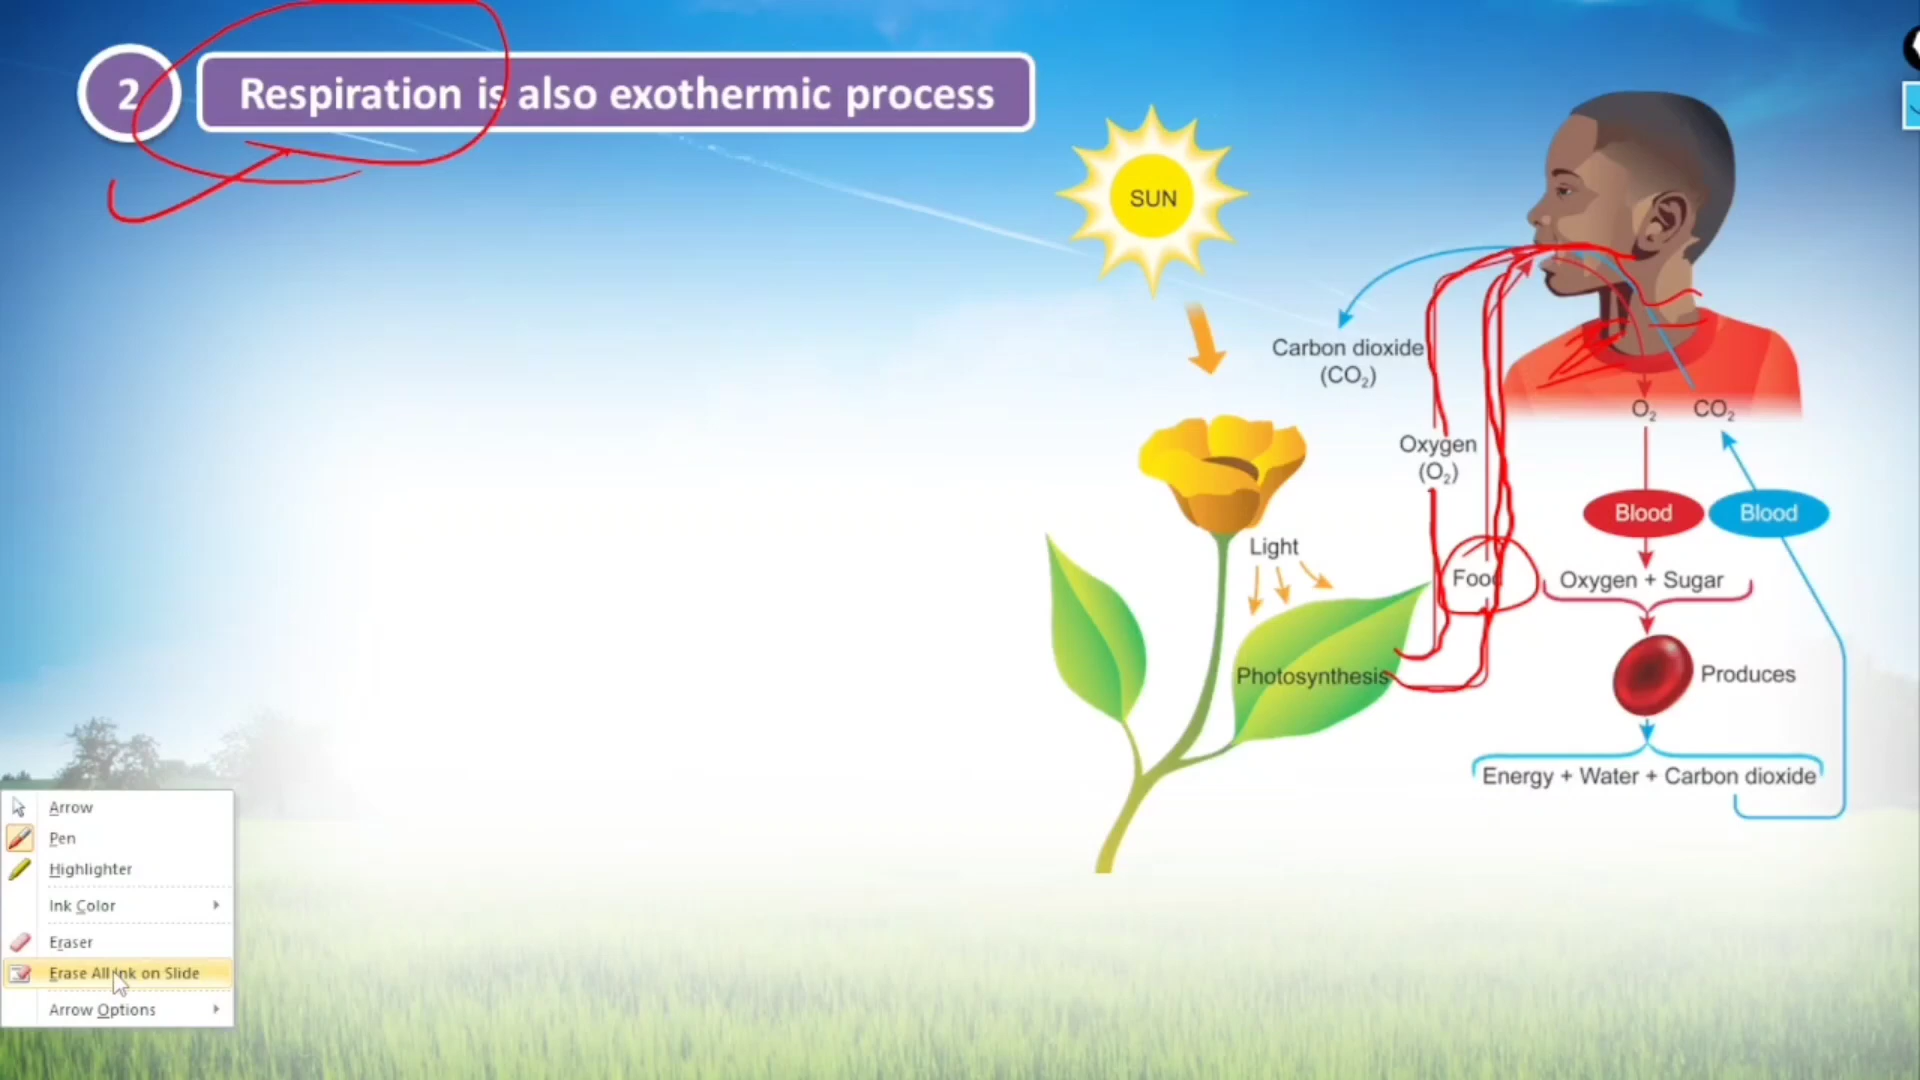 2
Respiration is also exothermic process
SUN
Carbon dioxide
(CO₂)
O₂
CO₂
Oxygen
(O₂)
Blood
Blood
Light
Food
Oxygen + Sugar
Photosynthesis
Produces
Energy + Water + Carbon dioxide
Arrow
Pen
Highlighter
Ink Color
Eraser
Erase All Ink on Slide
Arrow Options